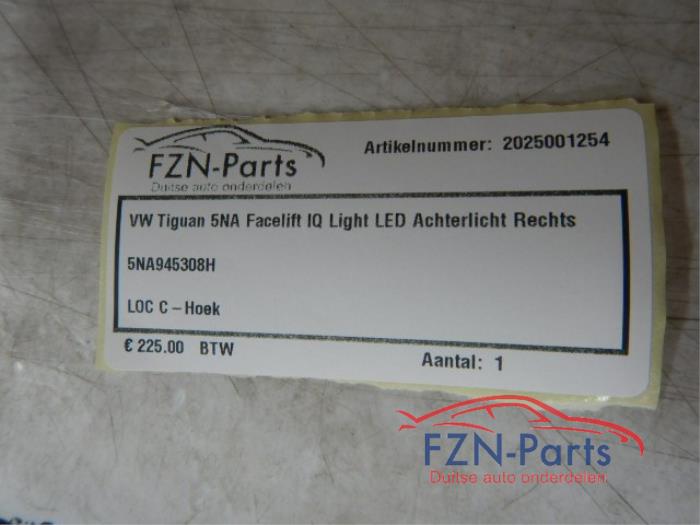 FZN-Parts
Duitse auto onderdelen
Artikelnummer: 2025001254
VW Tiguan 5NA Facelift IQ Light LED Achterlicht Rechts
5NA945308H
LOC C - Hoek
€ 225.00 BTW
Aantal: 1
FZN-Parts
Duitse auto onderdelen